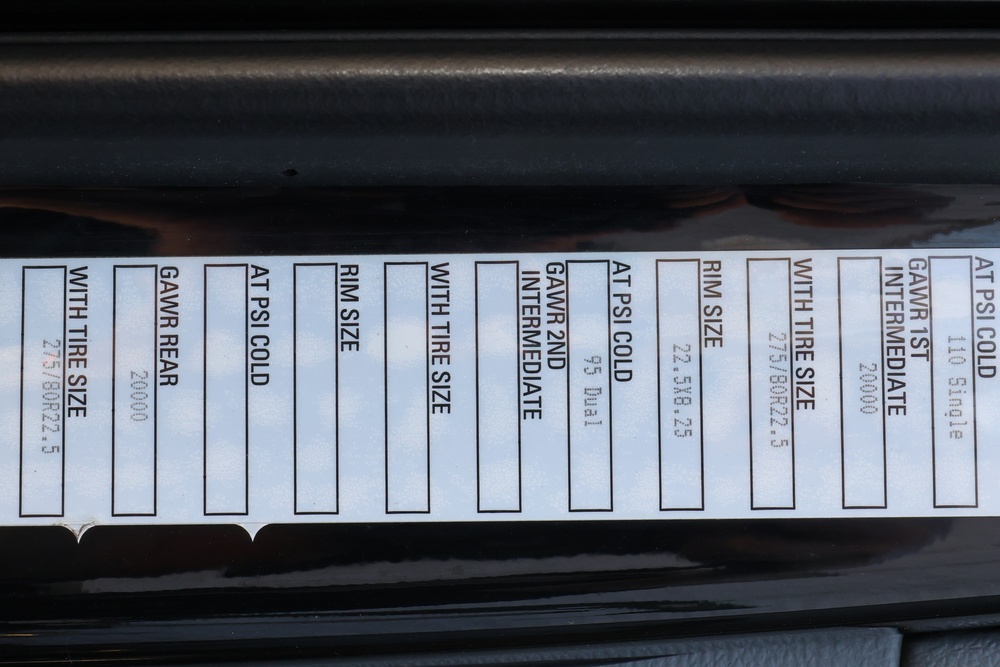 AT PSI COLD
110 Single
GAWR 1ST
INTERMEDIATE
20000
WITH TIRE SIZE
275/80R22.5
RIM SIZE
22.5X8.25
AT PSI COLD
95 Dual
GAWR 2ND
INTERMEDIATE
WITH TIRE SIZE
RIM SIZE
AT PSI COLD
GAWR REAR
20000
WITH TIRE SIZE
275/80R22.5